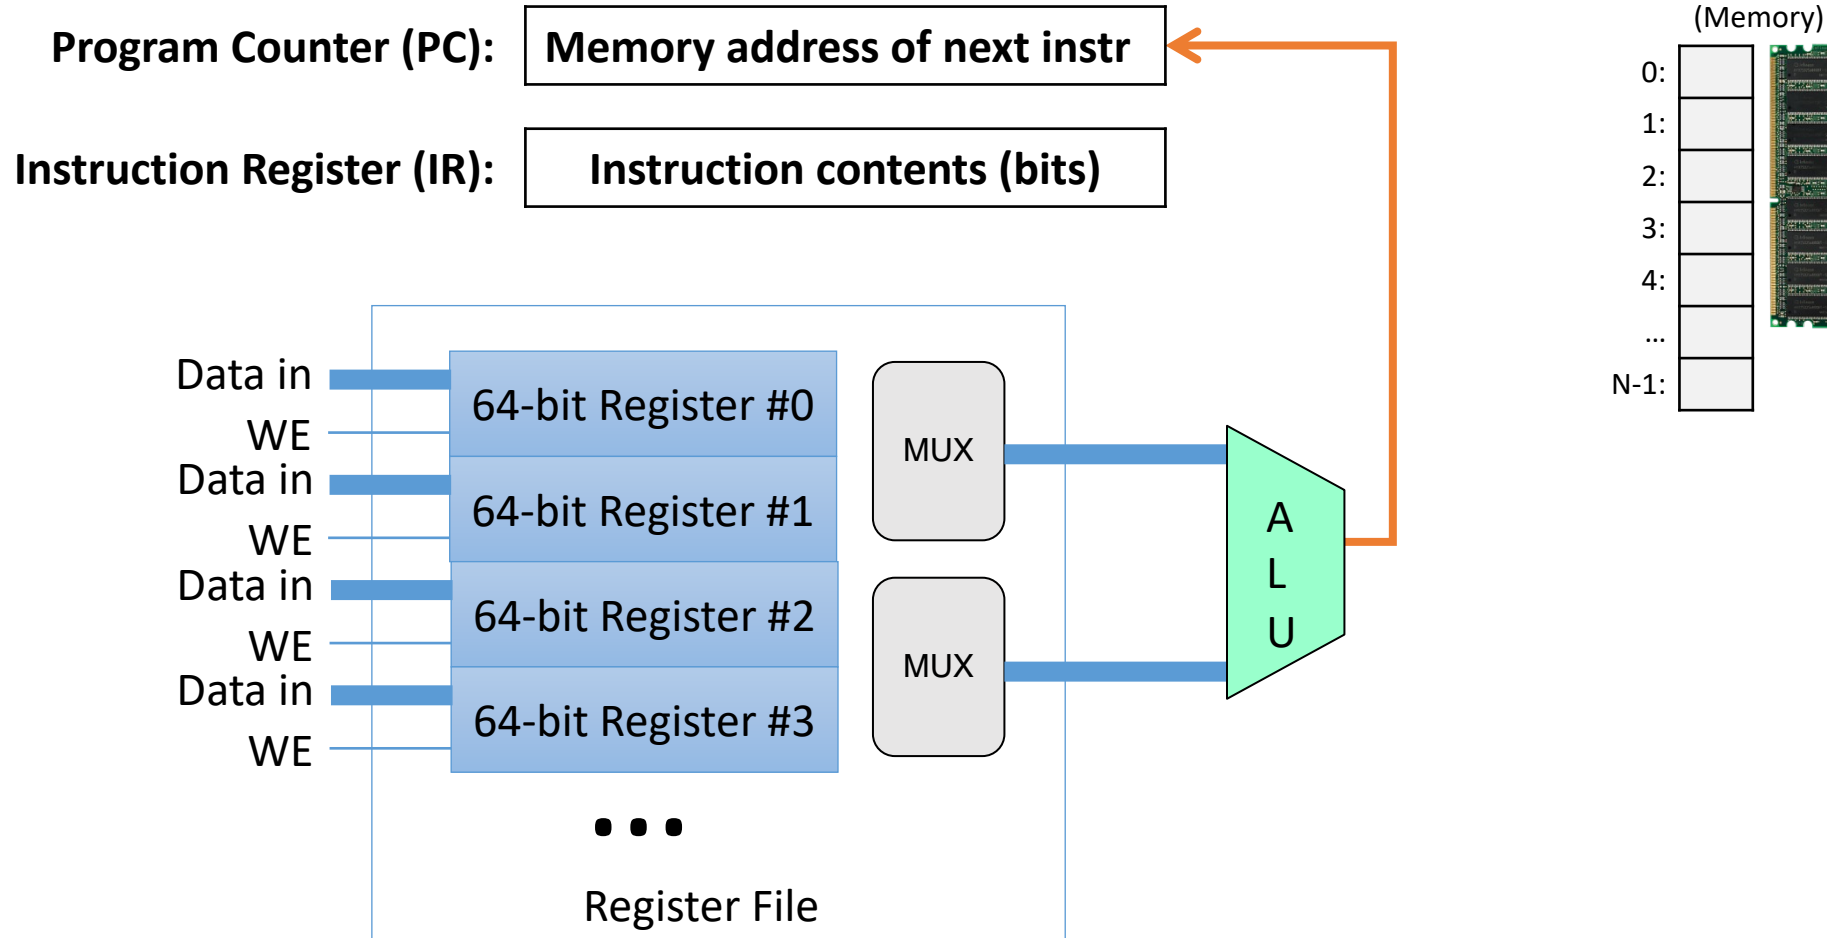 (Memory)
Program Counter (PC): Memory address of next instr
0:
1:
Instruction Register (IR): Instruction contents (bits)
2:
3:
4:
...
N-1:
Data in
WE
64-bit Register #0
Data in
WE
64-bit Register #1
Data in
WE
64-bit Register #2
Data in
WE
64-bit Register #3
MUX
MUX
A
L
U
...
Register File